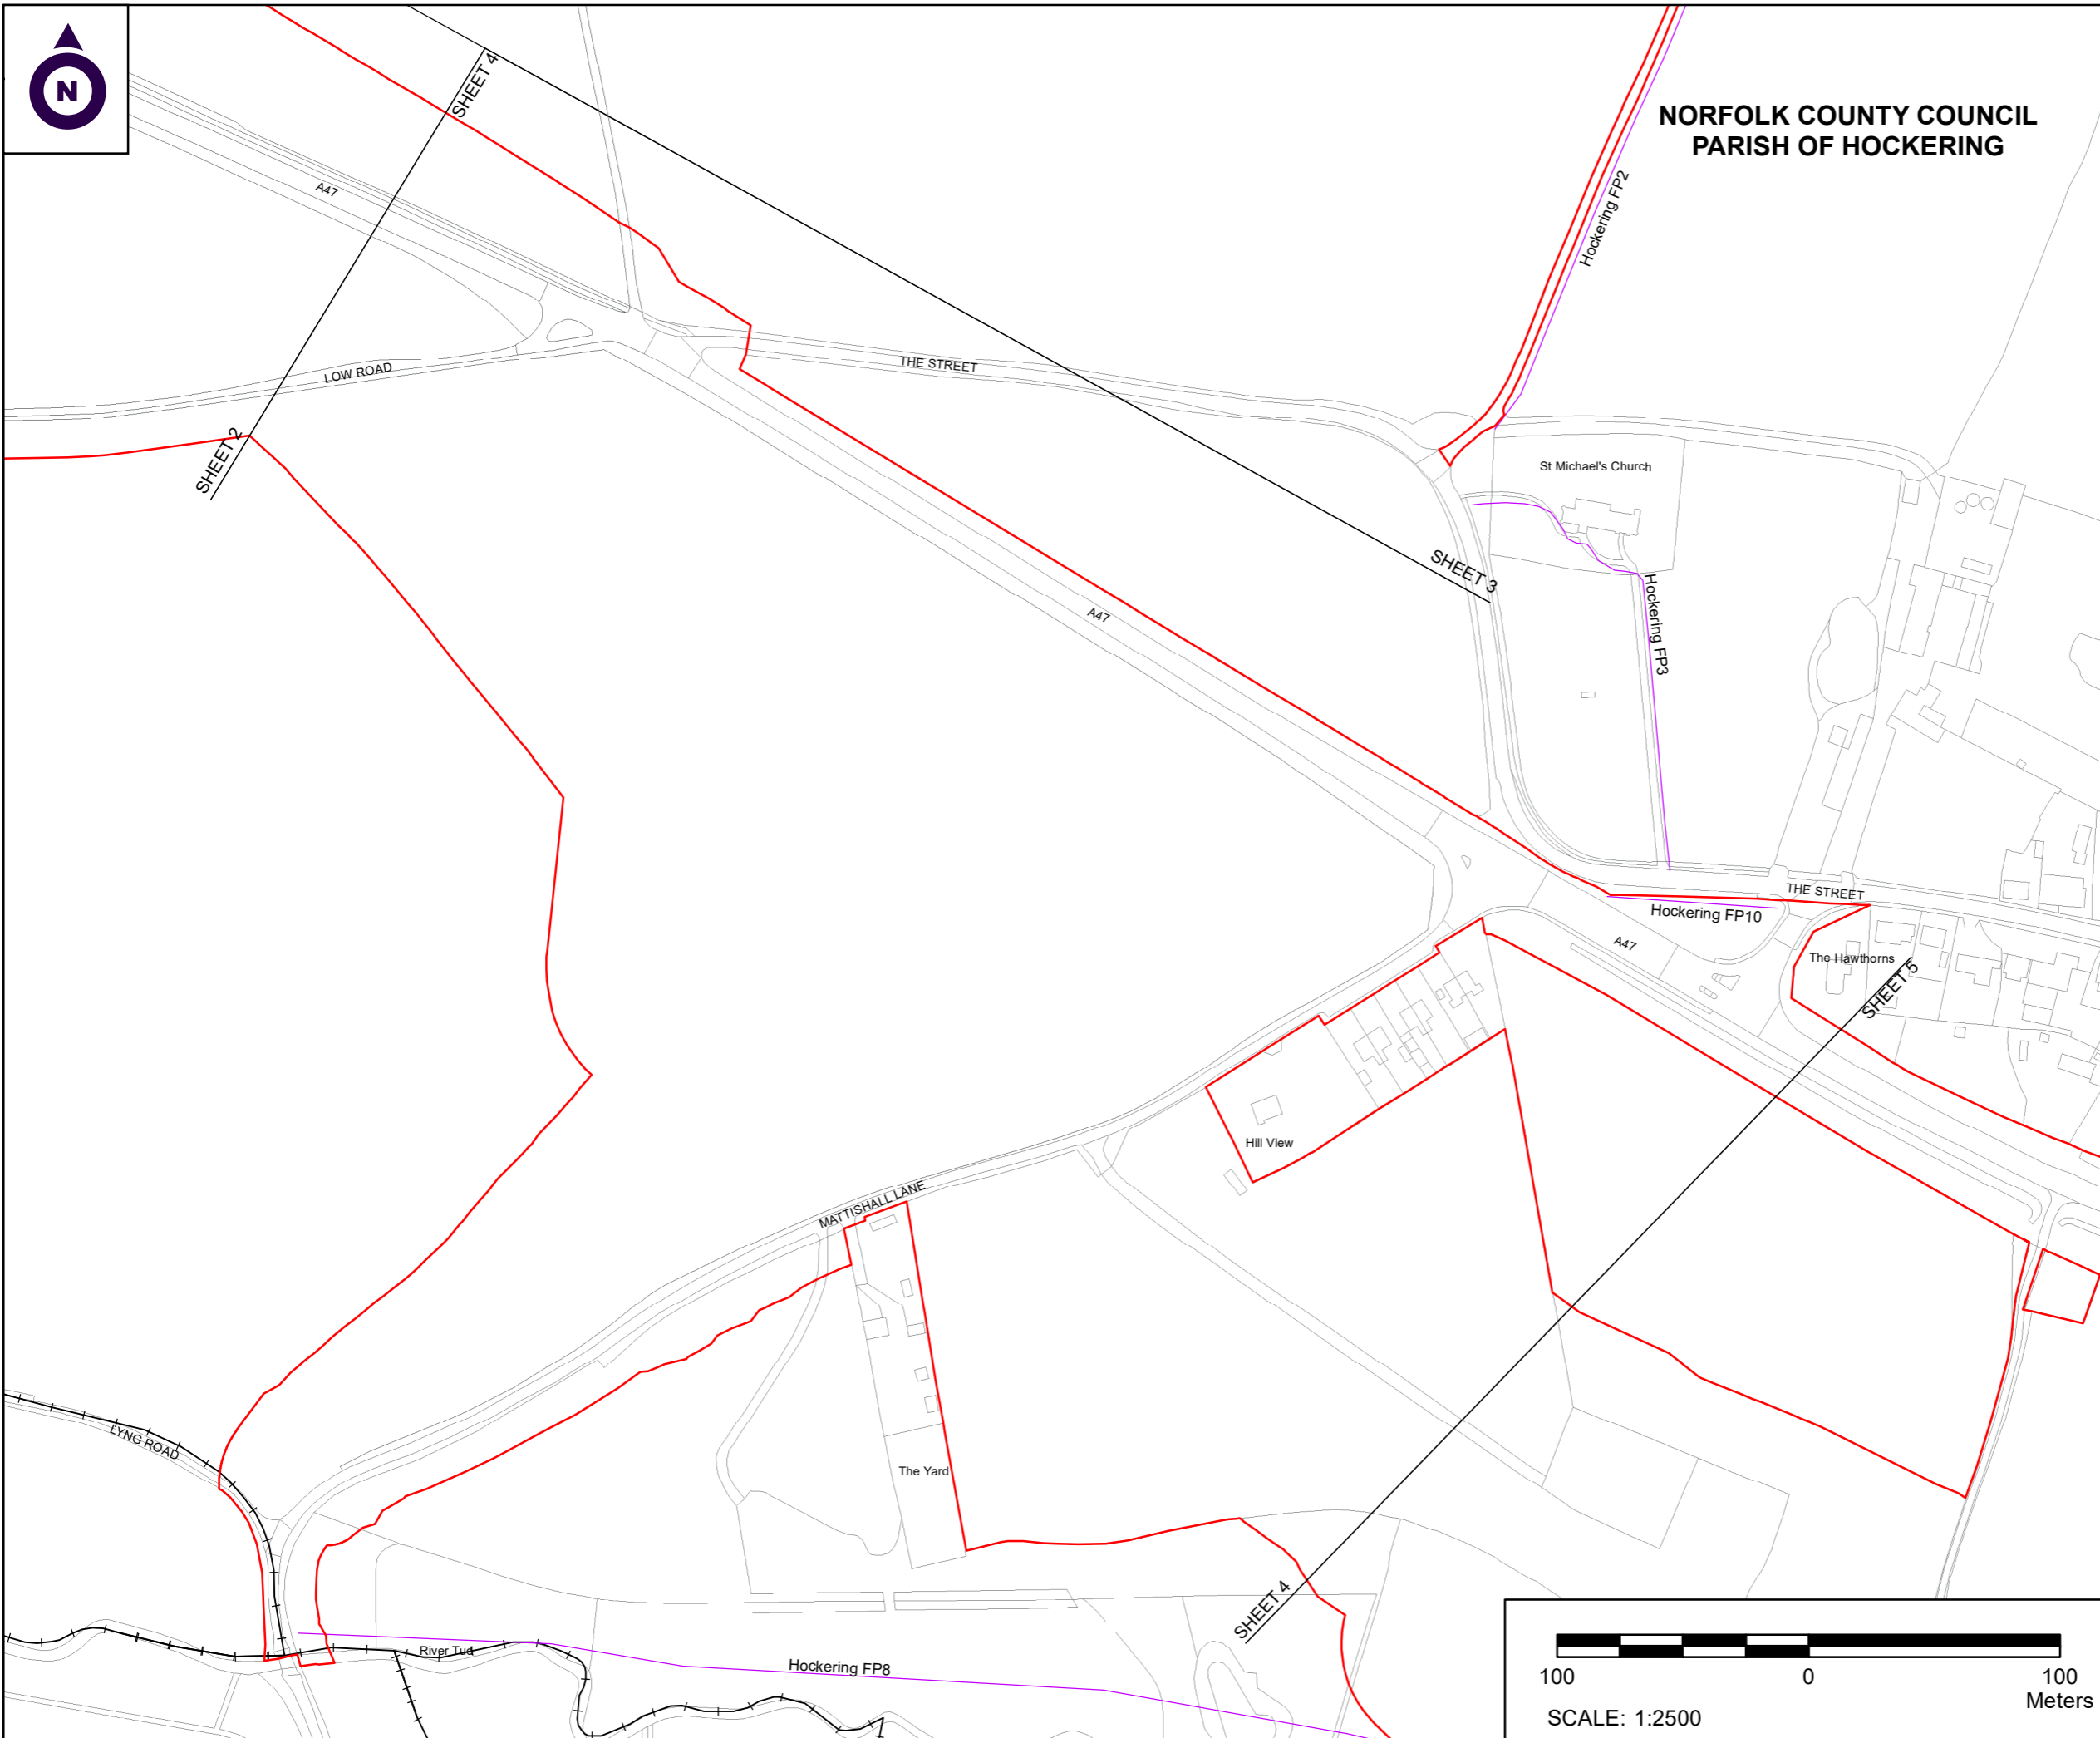 N
SHEET 4
NORFOLK COUNTY COUNCIL
PARISH OF HOCKERING
A47
Hockering FP2
LOW ROAD
THE STREET
SHEET 2
St Michael's Church
SHEET 3
A47
Hockering FP3
THE STREET
Hockering FP10
A47
The Hawthorns
SHEET 5
Hill View
MATTISHALL LANE
LYNG ROAD
The Yard
SHEET 4
River Tud
Hockering FP8
100 0 100
Meters
SCALE: 1:2500